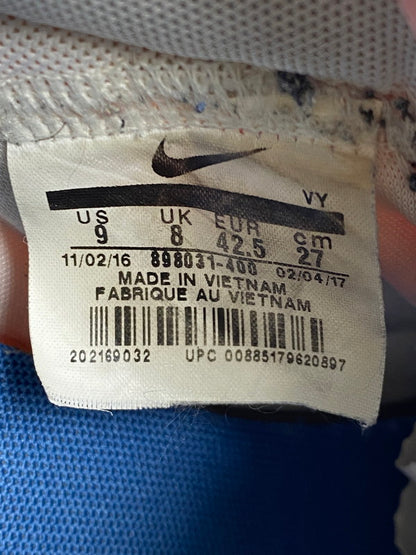 VY
US UK EUR cm
9 8 42.5 27
11/02/16 898031-400 02/04/17
MADE IN VIETNAM
FABRIQUE AU VIETNAM
202169032 UPC 00885179620897